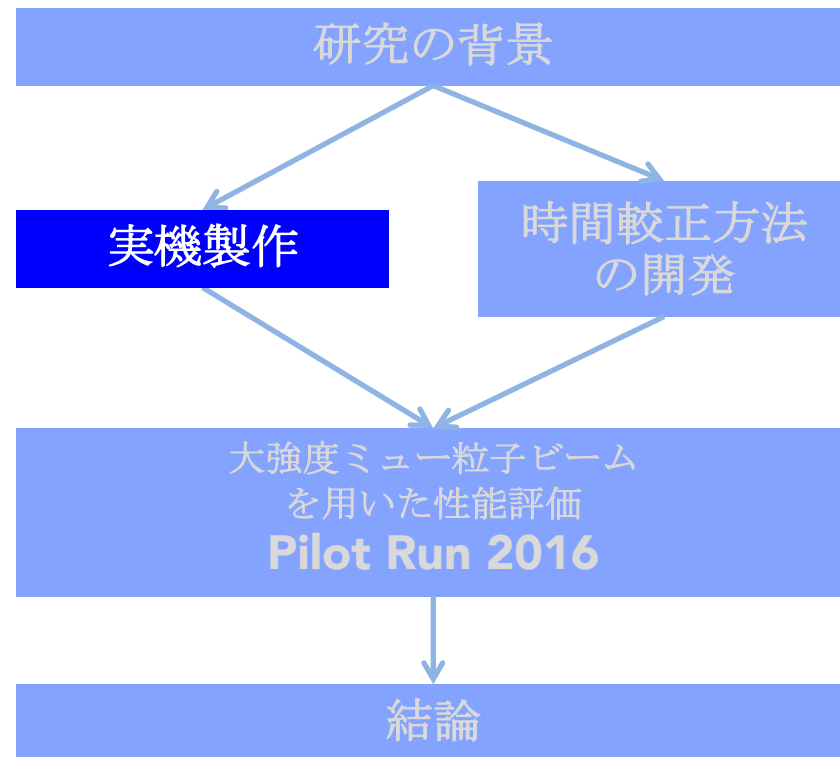 研究の背景
実機製作
時間較正方法
の開発
大強度ミュー粒子ビーム
を用いた性能評価
Pilot Run 2016
結論